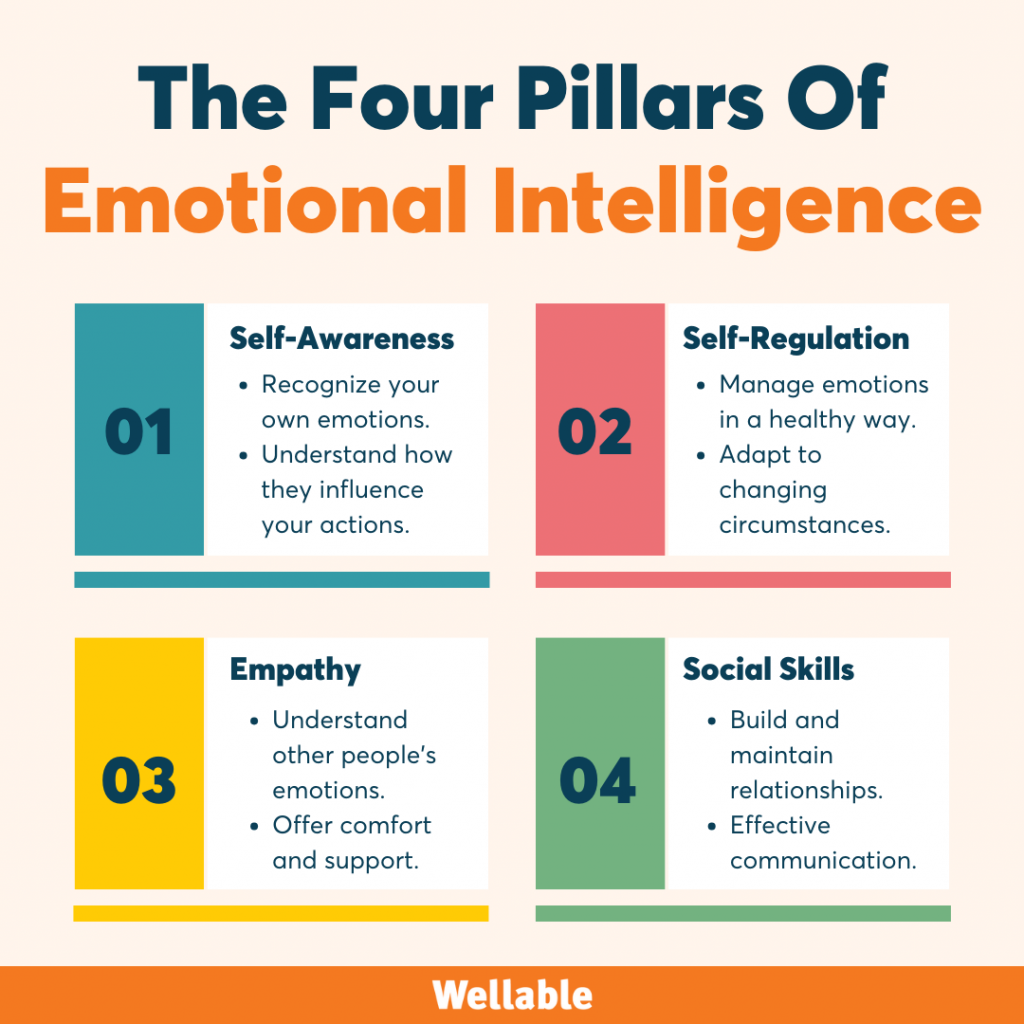 The Four Pillars Of
Emotional Intelligence
01
Self-Awareness
• Recognize your
own emotions.
• Understand how
they influence
your actions.
02
Self-Regulation
• Manage emotions
in a healthy way.
• Adapt to
changing
circumstances.
03
Empathy
• Understand
other people's
emotions.
• Offer comfort
and support.
04
Social Skills
• Build and
maintain
relationships.
• Effective
communication.
Wellable